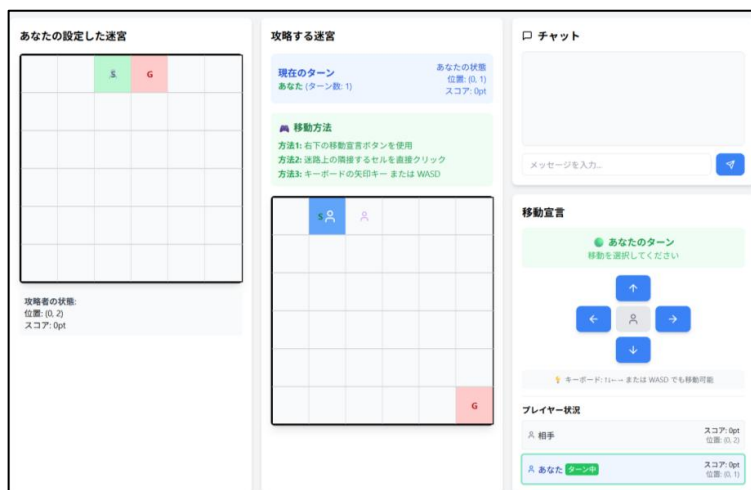 あなたの設定した迷宮
S
G
攻略者の状態:
位置: (0, 2)
スコア: 0pt
攻略する迷宮
現在のターン
あなた (ターン数: 1)
あなたの状態
位置: (0, 1)
スコア: 0pt
🎮 移動方法
方法1: 右下の移動宣言ボタンを使用
方法2: 迷路上の隣接するセルを直接クリック
方法3: キーボードの矢印キー または WASD
S
G
チャット
メッセージを入力...
移動宣言
あなたのターン
移動を選択してください
↑
← →
↓
💡 キーボード: ↑↓←→ または WASD でも移動可能
プレイヤー状況
相手
スコア: 0pt
位置: (0, 2)
あなた ターン中
スコア: 0pt
位置: (0, 1)